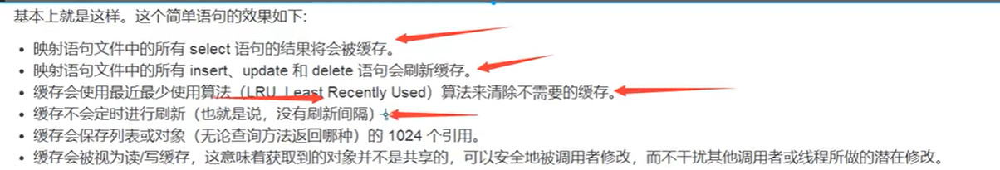 基本上就是这样。这个简单语句的效果如下:
映射语句文件中的所有 select 语句的结果将会被缓存。
映射语句文件中的所有 insert、update 和 delete 语句会刷新缓存。
缓存会使用最近最少使用算法（LRU, Least Recently Used）算法来清除不需要的缓存。
缓存不会定时进行刷新（也就是说，没有刷新间隔）
缓存会保存列表或对象（无论查询方法返回哪种）的 1024 个引用。
缓存会被视为读/写缓存，这意味着获取到的对象并不是共享的，可以安全地被调用者修改，而不干扰其他调用者或线程所做的潜在修改。